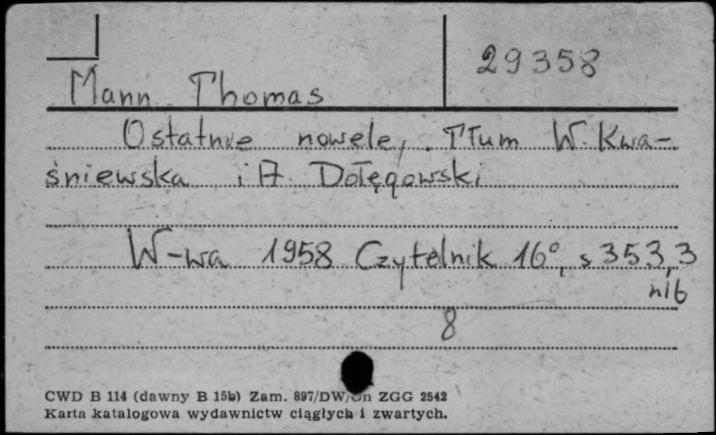 29358
Mann Thomas
Ostatnie nowele, Tłum W. Kwa-
śniewska i A Dołęgowski
W-wa 1958 Czytelnik 16°, s 353, 3
nlb
8
CWD B 114 (dawny B 15b) Zam. 897/DW/Gn ZGG 2542
Karta katalogowa wydawnictw ciągłych i zwartych.